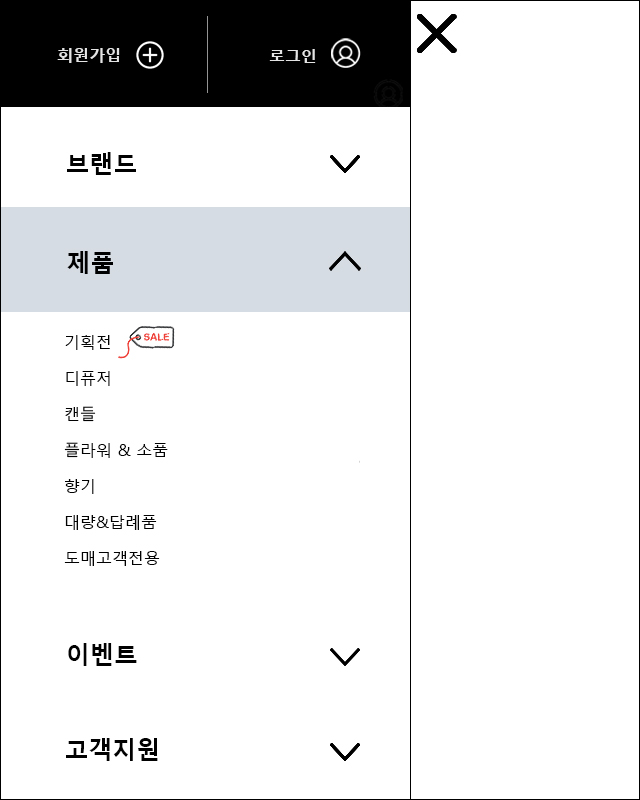 회원가입 로그인
브랜드
제품
기획전 SALE
디퓨저
캔들
플라워 & 소품
향기
대량&답례품
도매고객전용
이벤트
고객지원